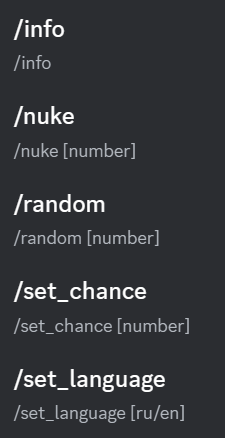 /info
/info
/nuke
/nuke [number]
/random
/random [number]
/set_chance
/set_chance [number]
/set_language
/set_language [ru/en]